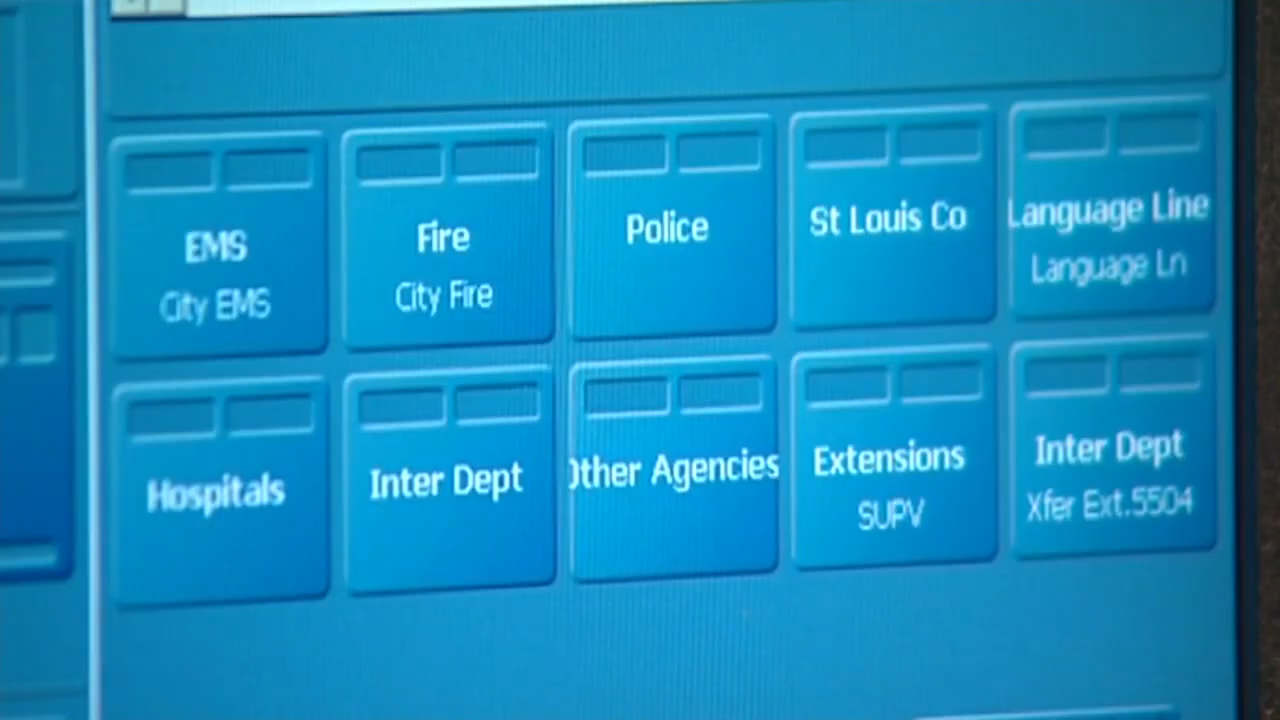 EMS
City EMS
Fire
City Fire
Police
St Louis Co
Language Line
Language Ln
Hospitals
Inter Dept
Other Agencies
Extensions
SUPV
Inter Dept
Xfer Ext.5504